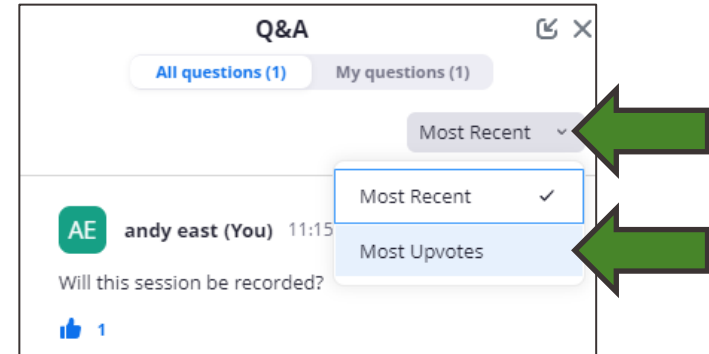 Q&A
All questions (1) My questions (1)
Most Recent
Most Recent
Most Upvotes
AE andy east (You) 11:15
Will this session be recorded?
1